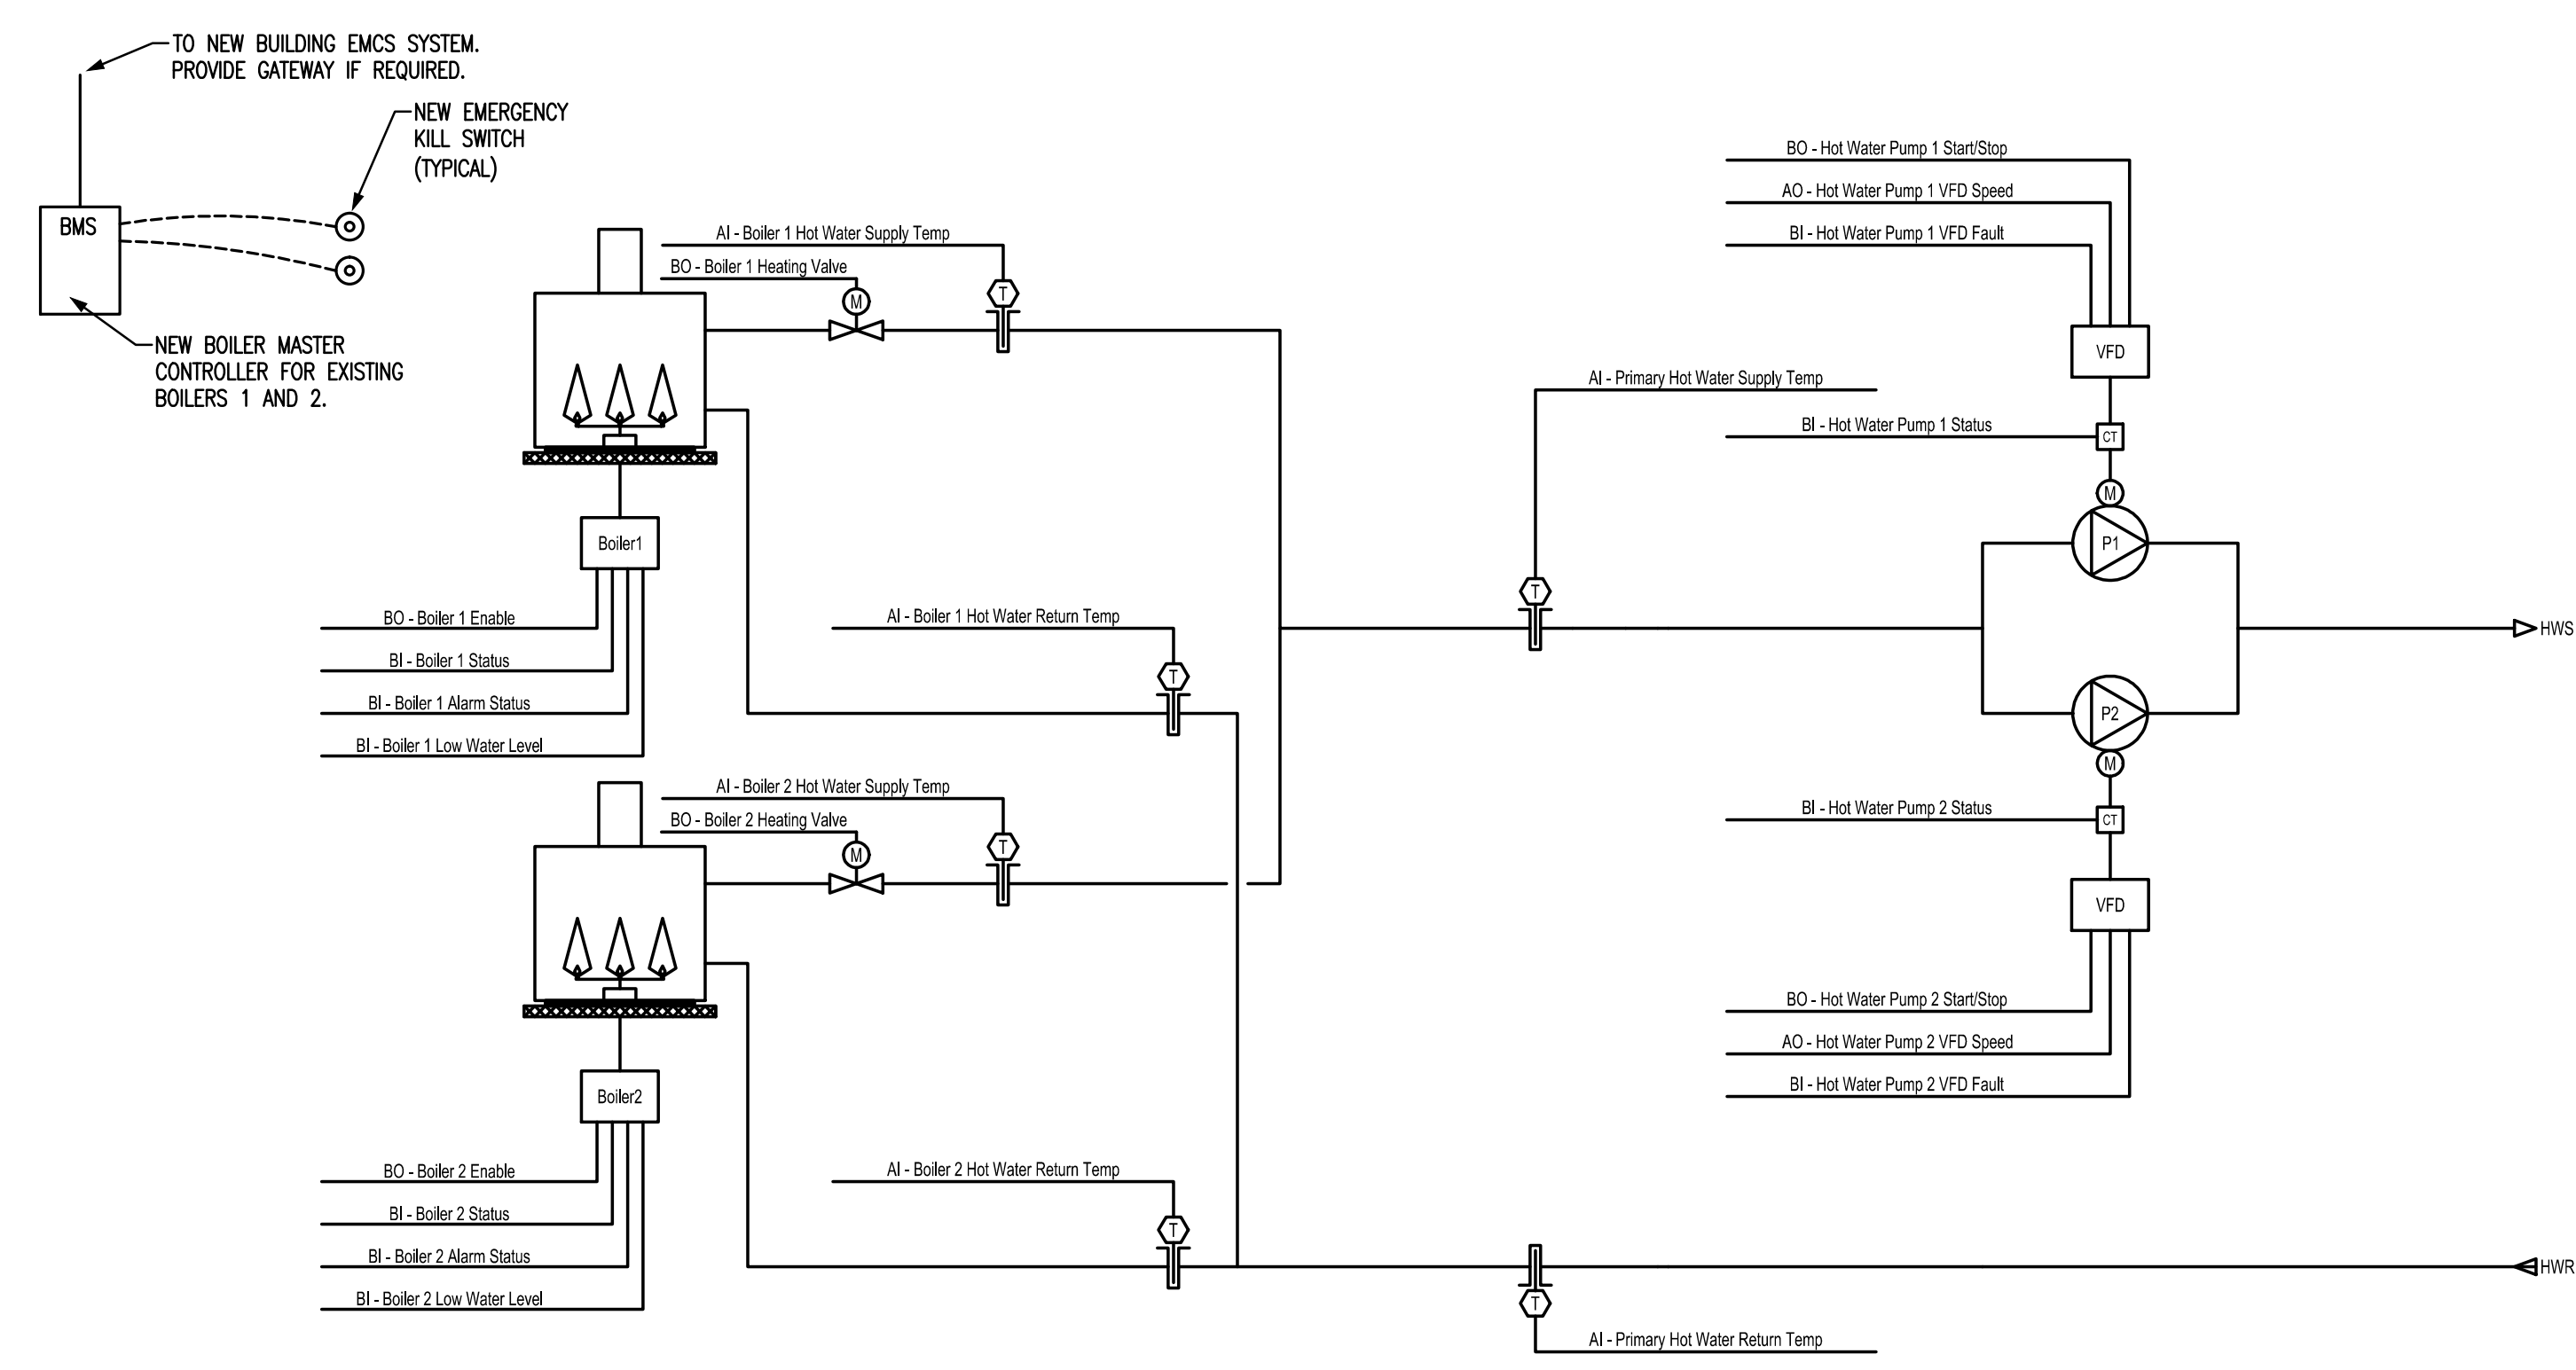 TO NEW BUILDING EMCS SYSTEM.
PROVIDE GATEWAY IF REQUIRED.
NEW EMERGENCY
KILL SWITCH
(TYPICAL)
BMS
NEW BOILER MASTER
CONTROLLER FOR EXISTING
BOILERS 1 AND 2.
AI - Boiler 1 Hot Water Supply Temp
BO - Boiler 1 Heating Valve
M
T
Boiler1
BO - Boiler 1 Enable
BI - Boiler 1 Status
BI - Boiler 1 Alarm Status
BI - Boiler 1 Low Water Level
AI - Boiler 1 Hot Water Return Temp
T
AI - Boiler 2 Hot Water Supply Temp
BO - Boiler 2 Heating Valve
M
T
Boiler2
BO - Boiler 2 Enable
BI - Boiler 2 Status
BI - Boiler 2 Alarm Status
BI - Boiler 2 Low Water Level
AI - Boiler 2 Hot Water Return Temp
T
AI - Primary Hot Water Supply Temp
T
BO - Hot Water Pump 1 Start/Stop
AO - Hot Water Pump 1 VFD Speed
BI - Hot Water Pump 1 VFD Fault
VFD
BI - Hot Water Pump 1 Status
CT
M
P1
HWS
P2
M
BI - Hot Water Pump 2 Status
CT
VFD
BO - Hot Water Pump 2 Start/Stop
AO - Hot Water Pump 2 VFD Speed
BI - Hot Water Pump 2 VFD Fault
HWR
T
AI - Primary Hot Water Return Temp